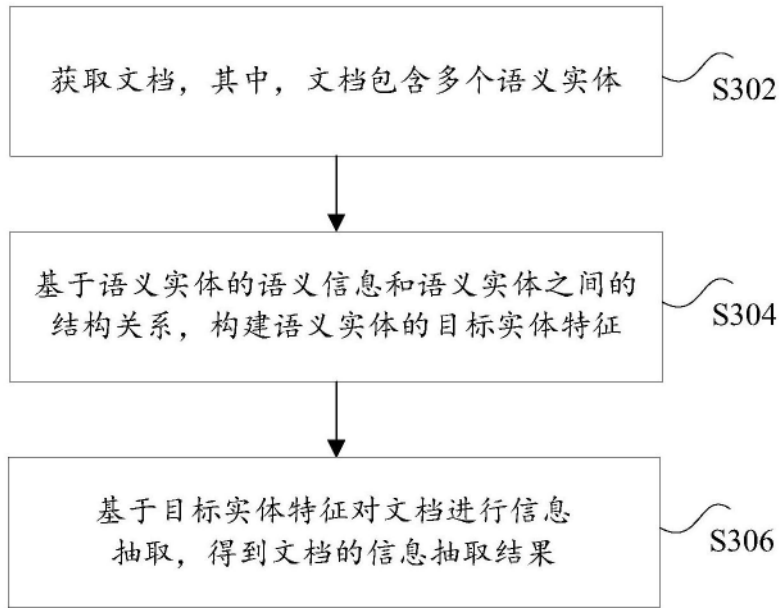 获取文档，其中，文档包含多个语义实体
S302
基于语义实体的语义信息和语义实体之间的
结构关系，构建语义实体的目标实体特征
S304
基于目标实体特征对文档进行信息
抽取，得到文档的信息抽取结果
S306